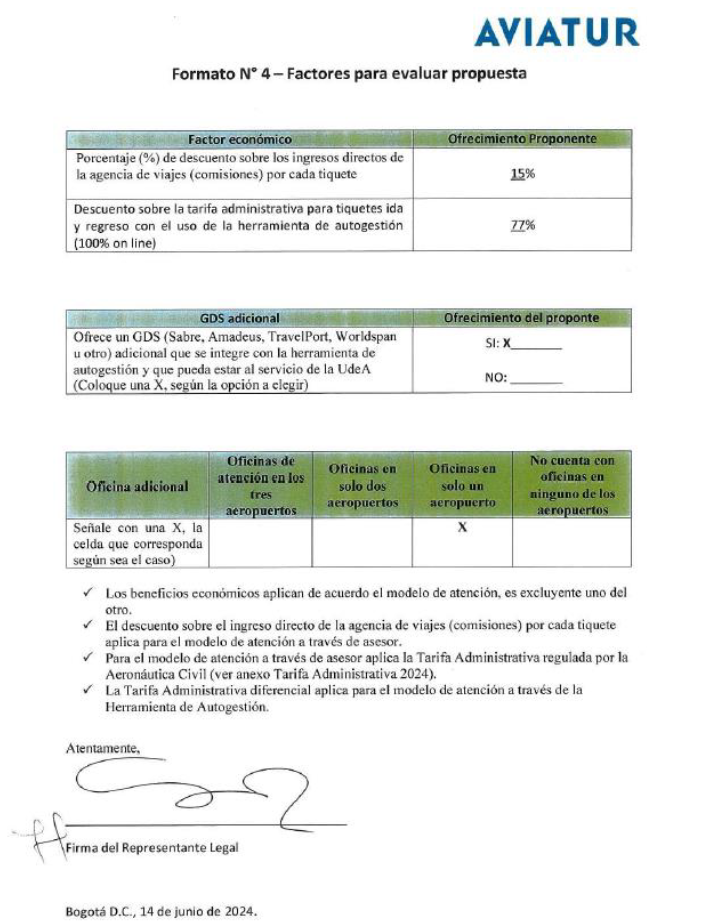 AVIATUR
Formato N° 4 – Factores para evaluar propuesta
Factor económico
Ofrecimiento Proponente
Porcentaje (%) de descuento sobre los ingresos directos de
la agencia de viajes (comisiones) por cada tiquete
15%
Descuento sobre la tarifa administrativa para tiquetes ida
y regreso con el uso de la herramienta de autogestión
(100% on line)
77%
GDS adicional
Ofrecimiento del proponte
Ofrece un GDS (Sabre, Amadeus, TravelPort, Worldspan
u otro) adicional que se integre con la herramienta de
autogestión y que pueda estar al servicio de la UdeA
(Coloque una X, según la opción a elegir)
SI: X______
NO: ________
Oficina adicional
Oficinas de
atención en los
tres
aeropuertos
Oficinas en
solo dos
aeropuertos
Oficinas en
solo un
aeropuerto
No cuenta con
oficinas en
ninguno de los
aeropuertos
Señale con una X, la
celda que corresponda
según sea el caso)
X
✓ Los beneficios económicos aplican de acuerdo el modelo de atención, es excluyente uno del
otro.
✓ El descuento sobre el ingreso directo de la agencia de viajes (comisiones) por cada tiquete
aplica para el modelo de atención a través de asesor.
✓ Para el modelo de atención a través de asesor aplica la Tarifa Administrativa regulada por la
Aeronáutica Civil (ver anexo Tarifa Administrativa 2024).
✓ La Tarifa Administrativa diferencial aplica para el modelo de atención a través de la
Herramienta de Autogestión.
Atentamente,
Firma del Representante Legal
Bogotá D.C., 14 de junio de 2024.